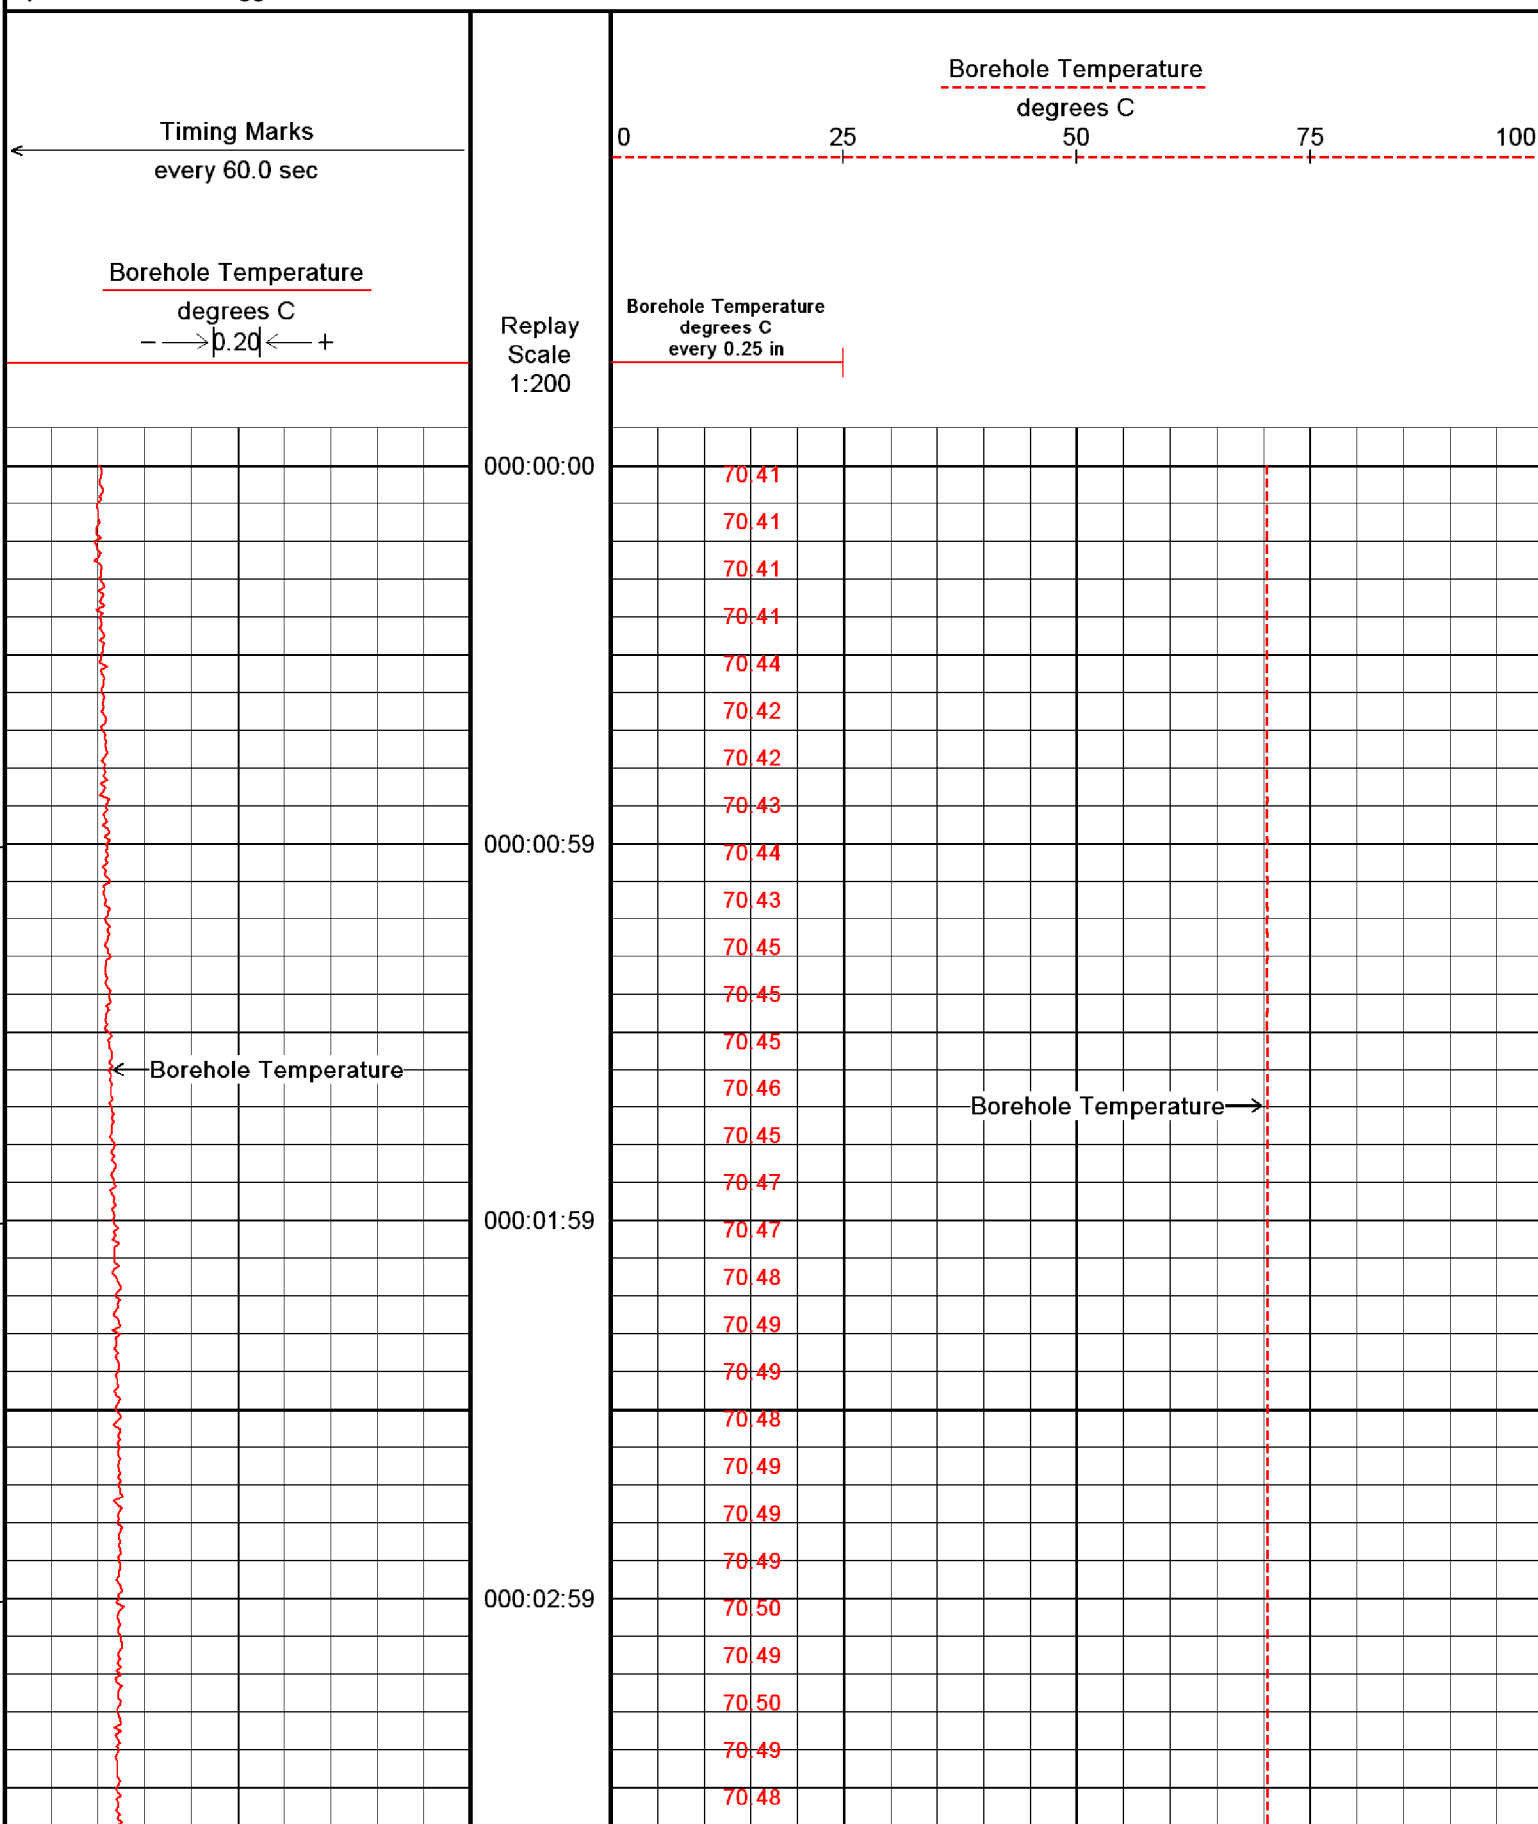 Timing Marks
every 60.0 sec
Borehole Temperature
degrees C
− 0.20 +
Replay
Scale
1:200
Borehole Temperature
degrees C
0 25 50 75 100
Borehole Temperature
degrees C
every 0.25 in
000:00:00
70.41
70.41
70.41
70.41
70.44
70.42
70.42
70.43
000:00:59
70.44
70.43
70.45
70.45
70.45
Borehole Temperature
70.46
Borehole Temperature
70.45
70.47
000:01:59
70.47
70.48
70.49
70.49
70.48
70.49
70.49
70.49
000:02:59
70.50
70.49
70.50
70.49
70.48